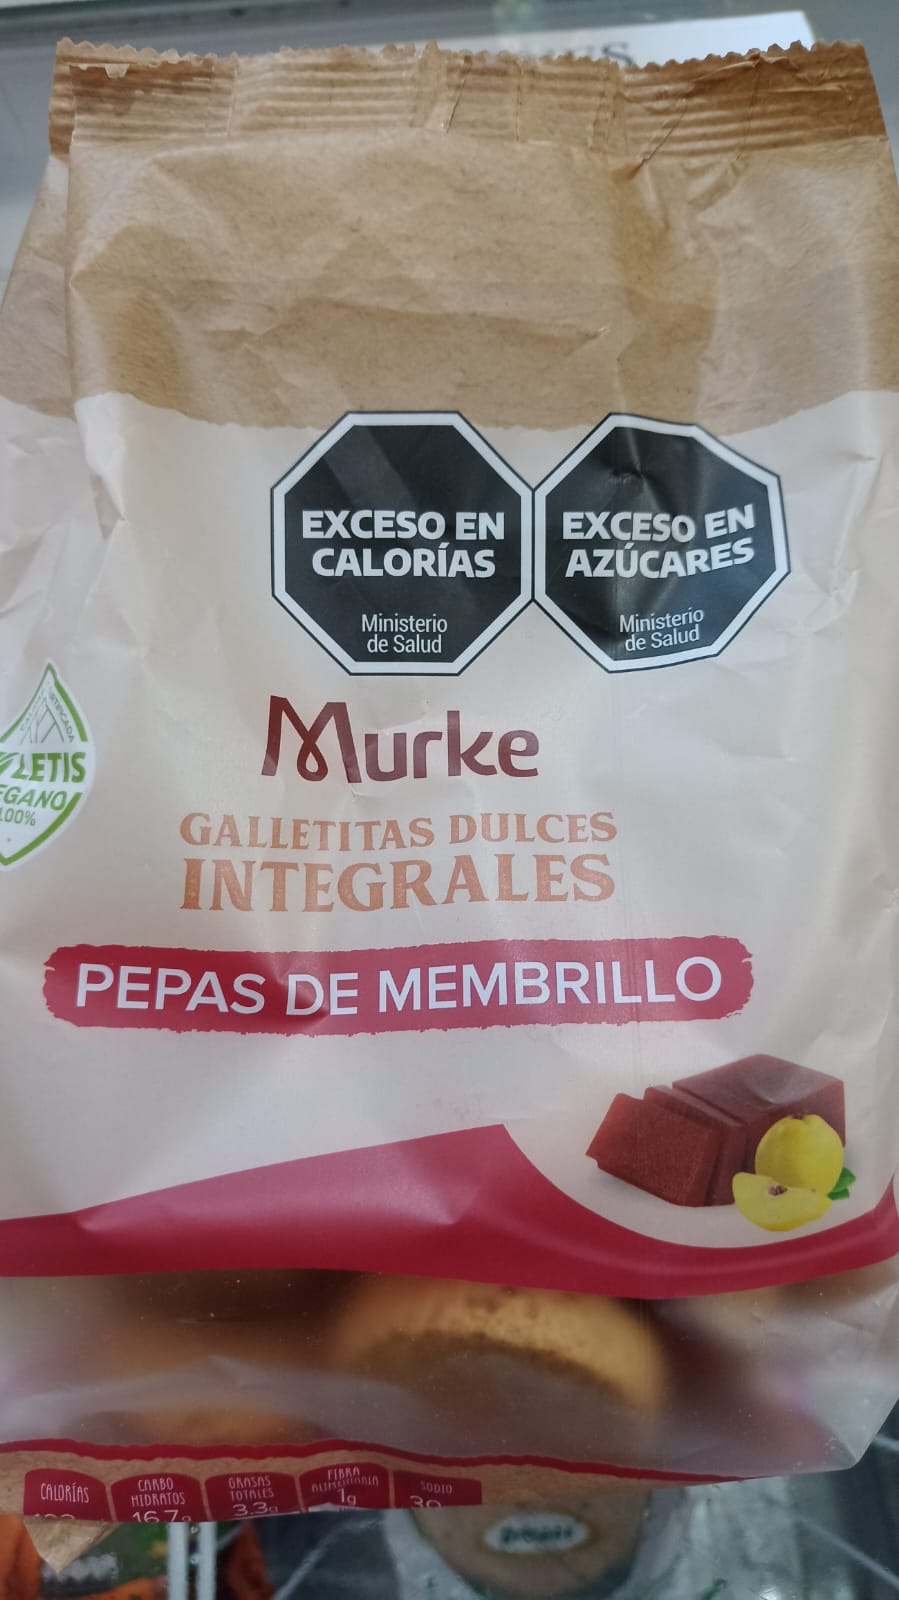 EXCESO EN
CALORÍAS
Ministerio
de Salud
EXCESO EN
AZÚCARES
Ministerio
de Salud
LETIS
100%
Murke
GALLETITAS DULCES
INTEGRALES
PEPAS DE MEMBRILLO
CALORÍAS
CARBO
HIDRATOS
16.7g
GRASAS
TOTALES
3.3g
FIBRA
ALIMENTARIA
1g
SODIO